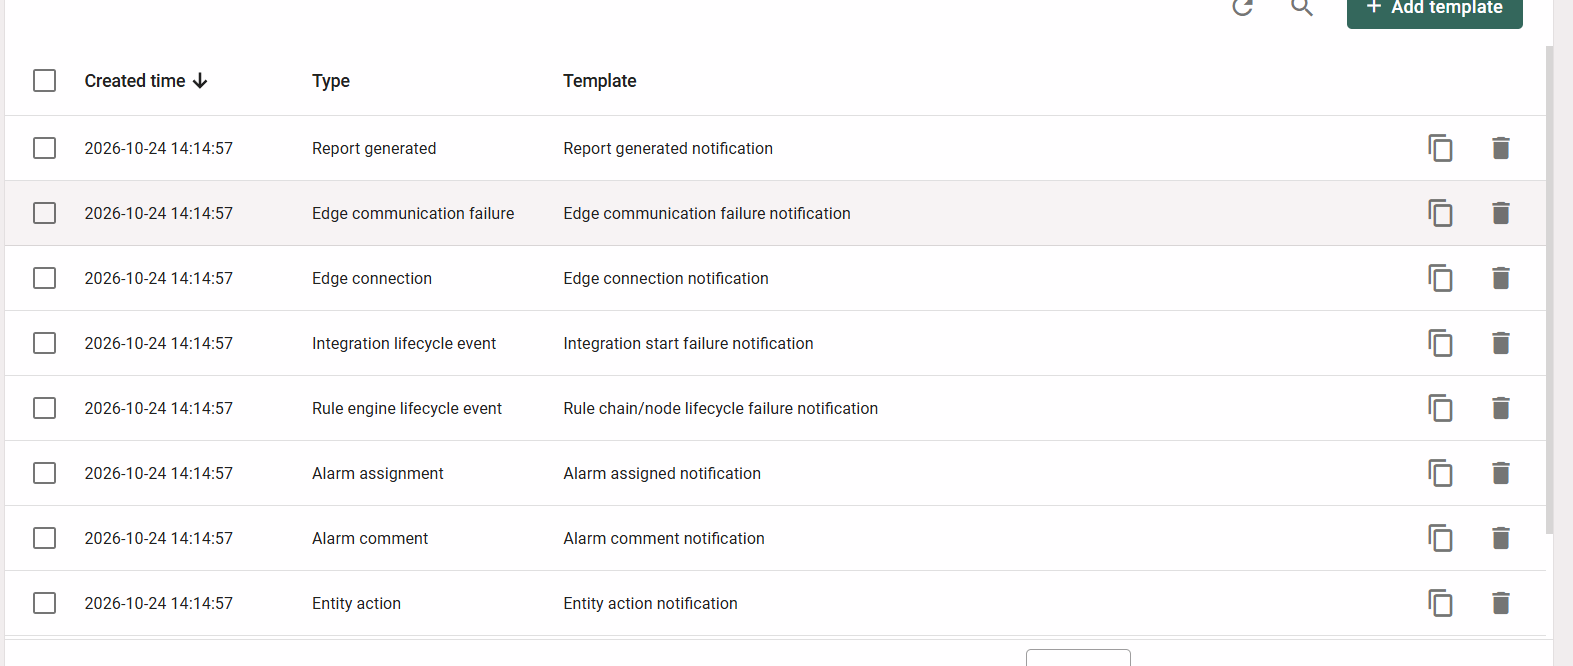 + Add template
Created time Type Template
2026-10-24 14:14:57 Report generated Report generated notification
2026-10-24 14:14:57 Edge communication failure Edge communication failure notification
2026-10-24 14:14:57 Edge connection Edge connection notification
2026-10-24 14:14:57 Integration lifecycle event Integration start failure notification
2026-10-24 14:14:57 Rule engine lifecycle event Rule chain/node lifecycle failure notification
2026-10-24 14:14:57 Alarm assignment Alarm assigned notification
2026-10-24 14:14:57 Alarm comment Alarm comment notification
2026-10-24 14:14:57 Entity action Entity action notification